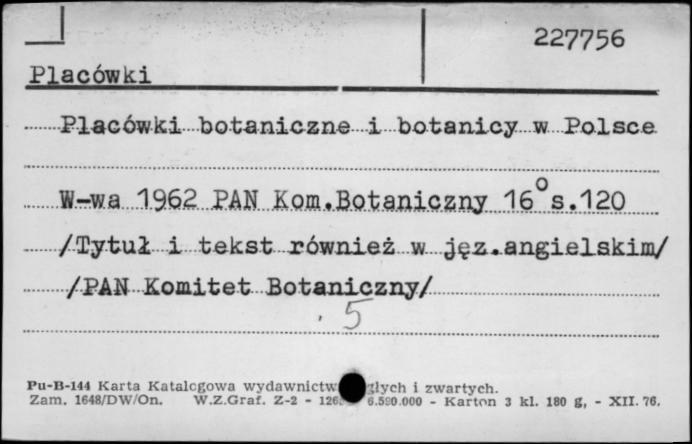 227756
Placówki
Placówki botaniczne i botanicy w Polsce
W-wa 1962 PAN Kom.Botaniczny 16° s.120
/Tytuł i tekst również w jęz.angielskim/
/PAN Komitet Botaniczny/
5
Pu-B-144 Karta Katalogowa wydawnictw i zwartych.
Zam. 1648/DW/On. W.Z.Graf. Z-2 - 6.590.000 - Karton 3 kl. 180 g, - XII. 76.